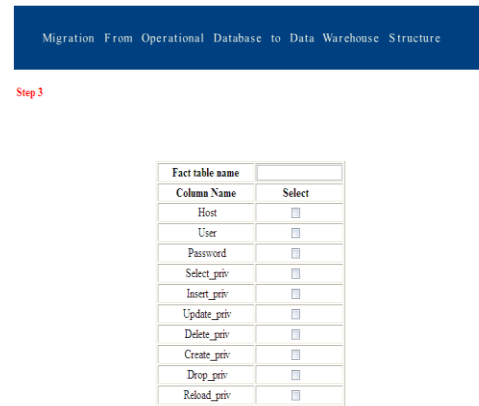 Migration From Operational Database to Data Warehouse Structure
Step 3
Fact table name
Column Name Select
Host
User
Password
Select_priv
Insert_priv
Update_priv
Delete_priv
Create_priv
Drop_priv
Reload_priv